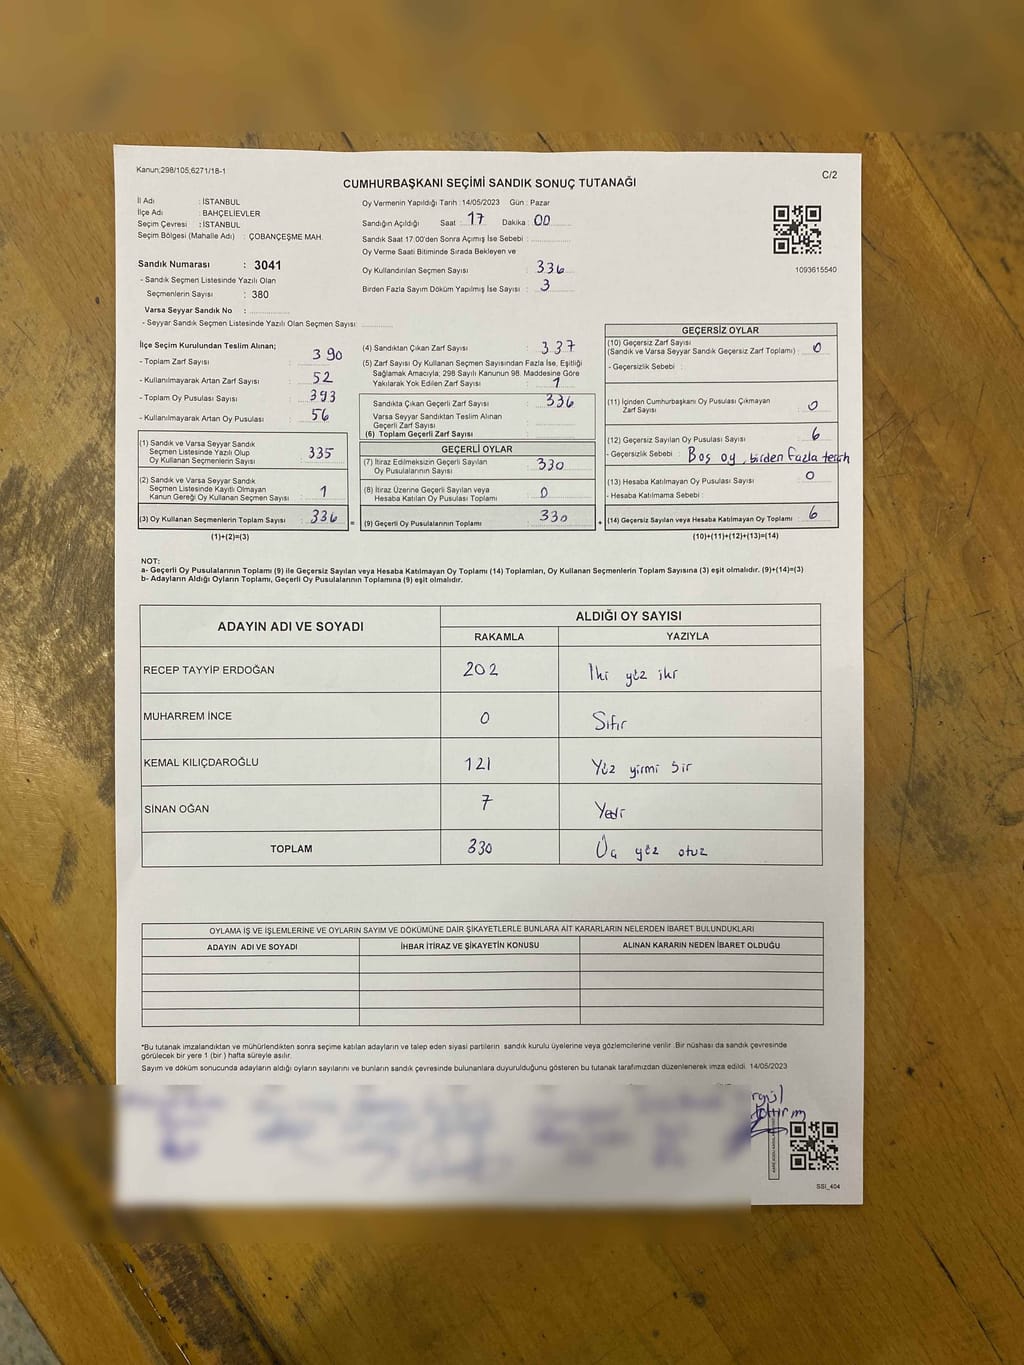 Kanun;298/105,6271/18-1
C/2
CUMHURBAŞKANI SEÇİMİ SANDIK SONUÇ TUTANAĞI
İl Adı : İSTANBUL
İlçe Adı : BAHÇELİEVLER
Seçim Çevresi : İSTANBUL
Seçim Bölgesi (Mahalle Adı) : ÇOBANÇEŞME MAH.
Sandık Numarası : 3041
- Sandık Seçmen Listesinde Yazılı Olan
Seçmenlerin Sayısı : 380
Varsa Seyyar Sandık No :
- Seyyar Sandık Seçmen Listesinde Yazılı Olan Seçmen Sayısı:
Oy Vermenin Yapıldığı Tarih : 14/05/2023 Gün : Pazar
Sandığın Açıldığı Saat : 17 Dakika : 00
Sandık Saat 17:00'den Sonra Açımış İse Sebebi :
Oy Verme Saati Bitiminde Sırada Bekleyen ve
Oy Kullandırılan Seçmen Sayısı : 336
Birden Fazla Sayım Döküm Yapılmış İse Sayısı : 3
1093615540
İlçe Seçim Kurulundan Teslim Alınan;
- Toplam Zarf Sayısı : 390
- Kullanılmayarak Artan Zarf Sayısı : 52
- Toplam Oy Pusulası Sayısı : 393
- Kullanılmayarak Artan Oy Pusulası : 56
(1) Sandık ve Varsa Seyyar Sandık
Seçmen Listesinde Yazılı Olup
Oy Kullanan Seçmenlerin Sayısı : 335
(2) Sandık ve Varsa Seyyar Sandık
Seçmen Listesinde Kayıtlı Olmayan
Kanun Gereği Oy Kullanan Seçmen Sayısı : 1
(3) Oy Kullanan Seçmenlerin Toplam Sayısı : 336 =
(1)+(2)=(3)
(4) Sandıktan Çıkan Zarf Sayısı : 337
(5) Zarf Sayısı Oy Kullanan Seçmen Sayısından Fazla İse, Eşitliği
Sağlamak Amacıyla; 298 Sayılı Kanunun 98. Maddesine Göre
Yakılarak Yok Edilen Zarf Sayısı : 1
Sandıkta Çıkan Geçerli Zarf Sayısı : 336
Varsa Seyyar Sandıktan Teslim Alınan
Geçerli Zarf Sayısı :
(6) Toplam Geçerli Zarf Sayısı :
GEÇERLİ OYLAR
(7) İtiraz Edilmeksizin Geçerli Sayılan
Oy Pusulalarının Sayısı : 330
(8) İtiraz Üzerine Geçerli Sayılan veya
Hesaba Katılan Oy Pusulası Toplamı : 0
(9) Geçerli Oy Pusulalarının Toplamı : 330 +
GEÇERSİZ OYLAR
(10) Geçersiz Zarf Sayısı
(Sandık ve Varsa Seyyar Sandık Geçersiz Zarf Toplamı) : 0
- Geçersizlik Sebebi :
(11) İçinden Cumhurbaşkanı Oy Pusulası Çıkmayan
Zarf Sayısı : 0
(12) Geçersiz Sayılan Oy Pusulası Sayısı : 6
- Geçersizlik Sebebi : Boş oy, birden fazla
(13) Hesaba Katılmayan Oy Pusulası Sayısı : 0
- Hesaba Katılmama Sebebi :
(14) Geçersiz Sayılan veya Hesaba Katılmayan Oy Toplamı : 6
(10)+(11)+(12)+(13)=(14)
NOT:
a- Geçerli Oy Pusulalarının Toplamı (9) ile Geçersiz Sayılan veya Hesaba Katılmayan Oy Toplamı (14) Toplamları, Oy Kullanan Seçmenlerin Toplam Sayısına (3) eşit olmalıdır. (9)+(14)=(3)
b- Adayların Aldığı Oyların Toplamı, Geçerli Oy Pusulalarının Toplamına (9) eşit olmalıdır.
ADAYIN ADI VE SOYADI
ALDIĞI OY SAYISI
RAKAMLA YAZIYLA
RECEP TAYYİP ERDOĞAN 202 İki yüz iki
MUHARREM İNCE 0 Sıfır
KEMAL KILIÇDAROĞLU 121 Yüz yirmi bir
SİNAN OĞAN 7 Yedi
TOPLAM 330 Üç yüz otuz
OYLAMA İŞ VE İŞLEMLERİNE VE OYLARIN SAYIM VE DÖKÜMÜNE DAİR ŞİKAYETLERLE BUNLARA AİT KARARLARIN NELERDEN İBARET BULUNDUKLARI
ADAYIN ADI VE SOYADI İHBAR İTİRAZ VE ŞİKAYETİN KONUSU ALINAN KARARIN NEDEN İBARET OLDUĞU
*Bu tutanak imzalandıktan ve mühürlendikten sonra seçime katılan adayların ve talep eden siyasi partilerin sandık kurulu üyelerine veya gözlemcilerine verilir .Bir nüshası da sandık çevresinde
görülecek bir yere 1 (bir ) hafta süreyle asılır.
Sayım ve döküm sonucunda adayların aldığı oyların sayılarını ve bunların sandık çevresinde bulunanlara duyurulduğunu gösteren bu tutanak tarafımızdan düzenlenerek imza edildi. 14/05/2023
SSI_404